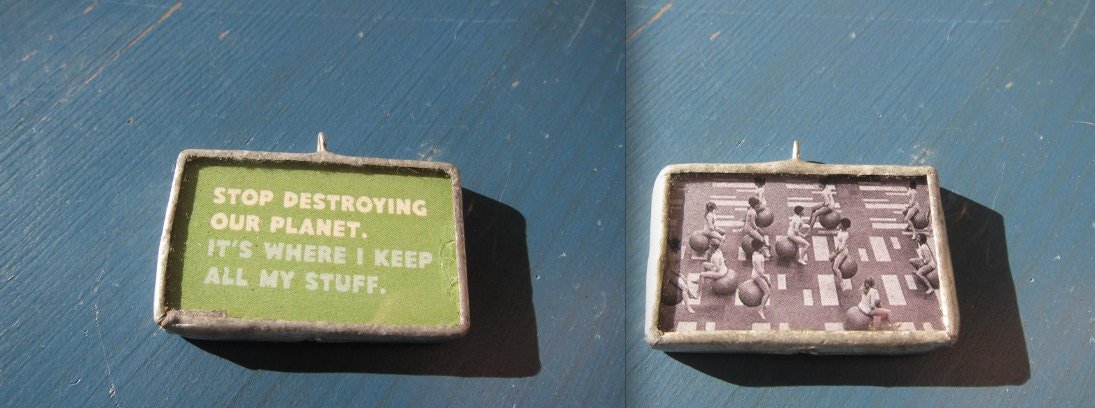 STOP DESTROYING
OUR PLANET.
IT'S WHERE I KEEP
ALL MY STUFF.